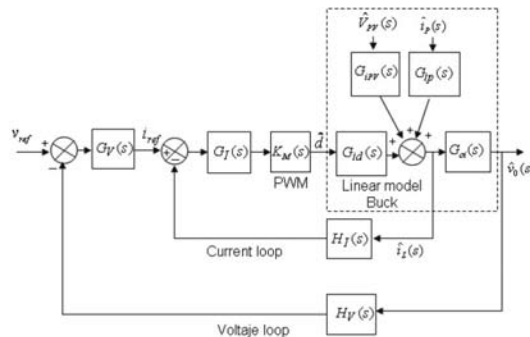 V̂_PV(s) î_P(s)
G_iPV(s) G_ip(s)
v_ref + − G_V(s) i_ref + − G_I(s) K_M(s) d̂ G_id(s) + + + G_oi(s) v̂_0(s
PWM
Linear model
Buck
Current loop H_I(s) î_L(s)
H_V(s)
Voltaje loop